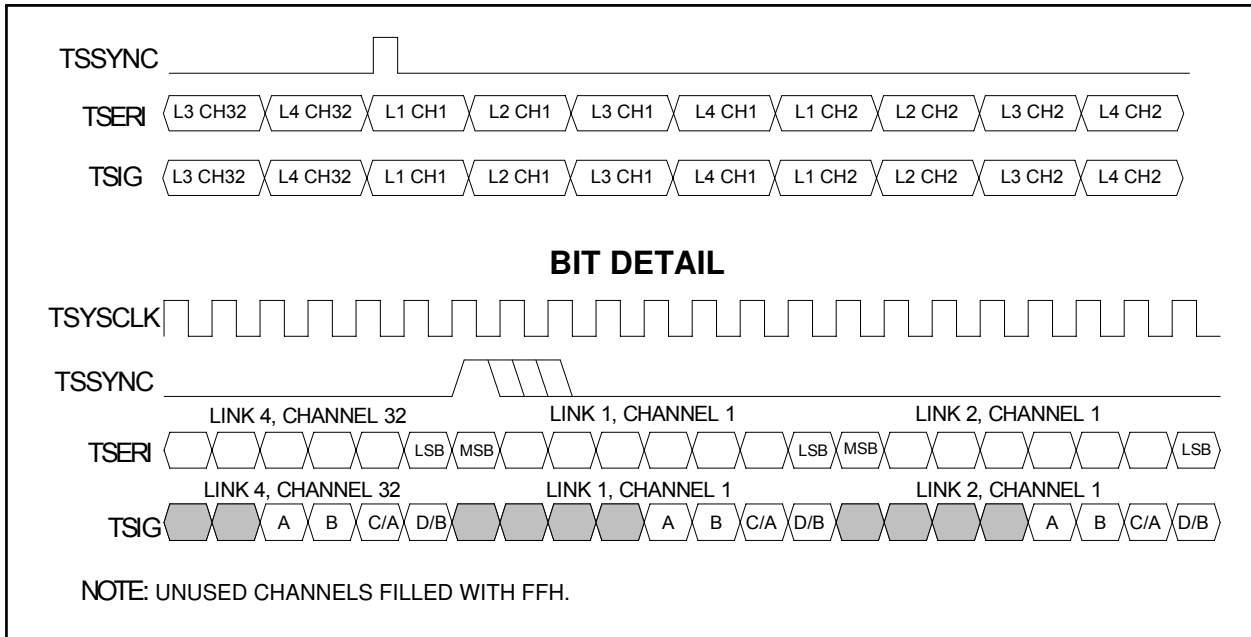 TSSYNC
TSERI L3 CH32 L4 CH32 L1 CH1 L2 CH1 L3 CH1 L4 CH1 L1 CH2 L2 CH2 L3 CH2 L4 CH2
TSIG L3 CH32 L4 CH32 L1 CH1 L2 CH1 L3 CH1 L4 CH1 L1 CH2 L2 CH2 L3 CH2 L4 CH2
BIT DETAIL
TSYSCLK
TSSYNC
LINK 4, CHANNEL 32 LINK 1, CHANNEL 1 LINK 2, CHANNEL 1
TSERI LSB MSB LSB MSB LSB
LINK 4, CHANNEL 32 LINK 1, CHANNEL 1 LINK 2, CHANNEL 1
TSIG A B C/A D/B A B C/A D/B A B C/A D/B
NOTE: UNUSED CHANNELS FILLED WITH FFH.